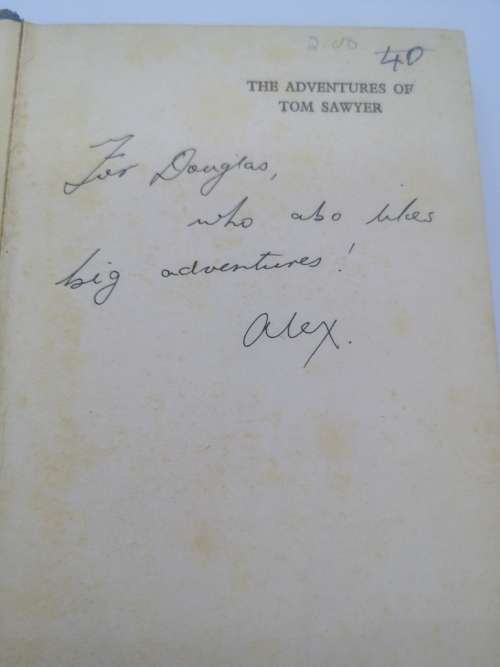 2.00 40
THE ADVENTURES OF
TOM SAWYER
For Douglas,
who also likes
big adventures!
Alex.